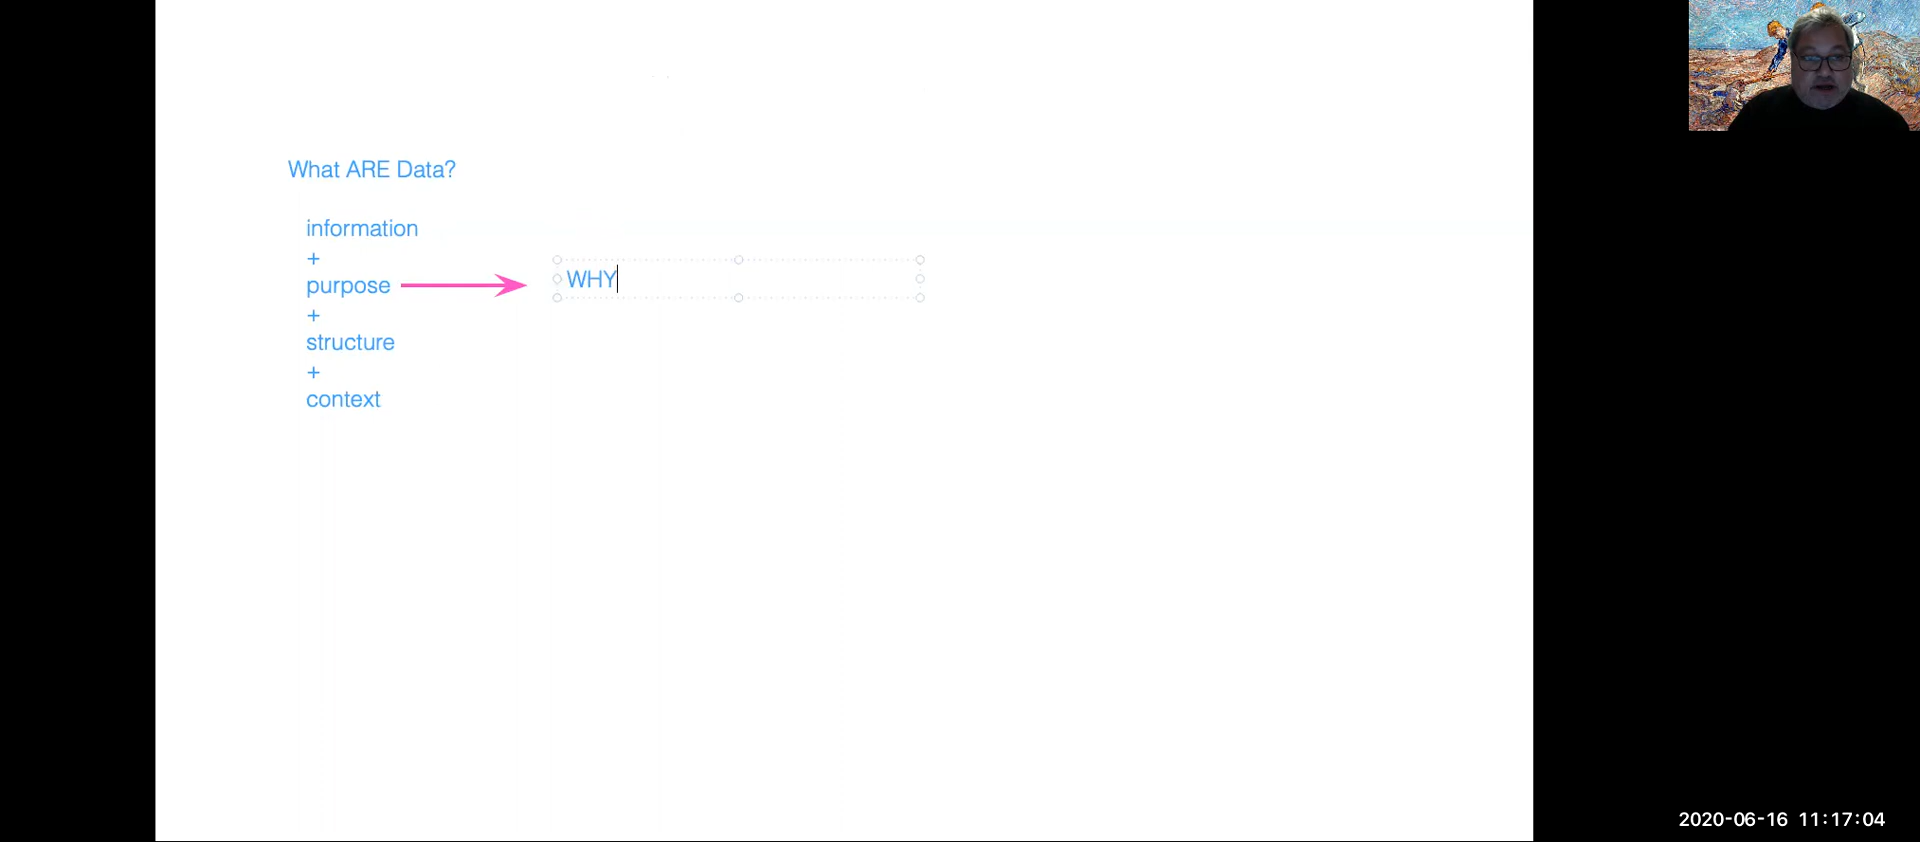 What ARE Data?
information
+
purpose
WHY
+
structure
+
context
2020-06-16 11:17:04